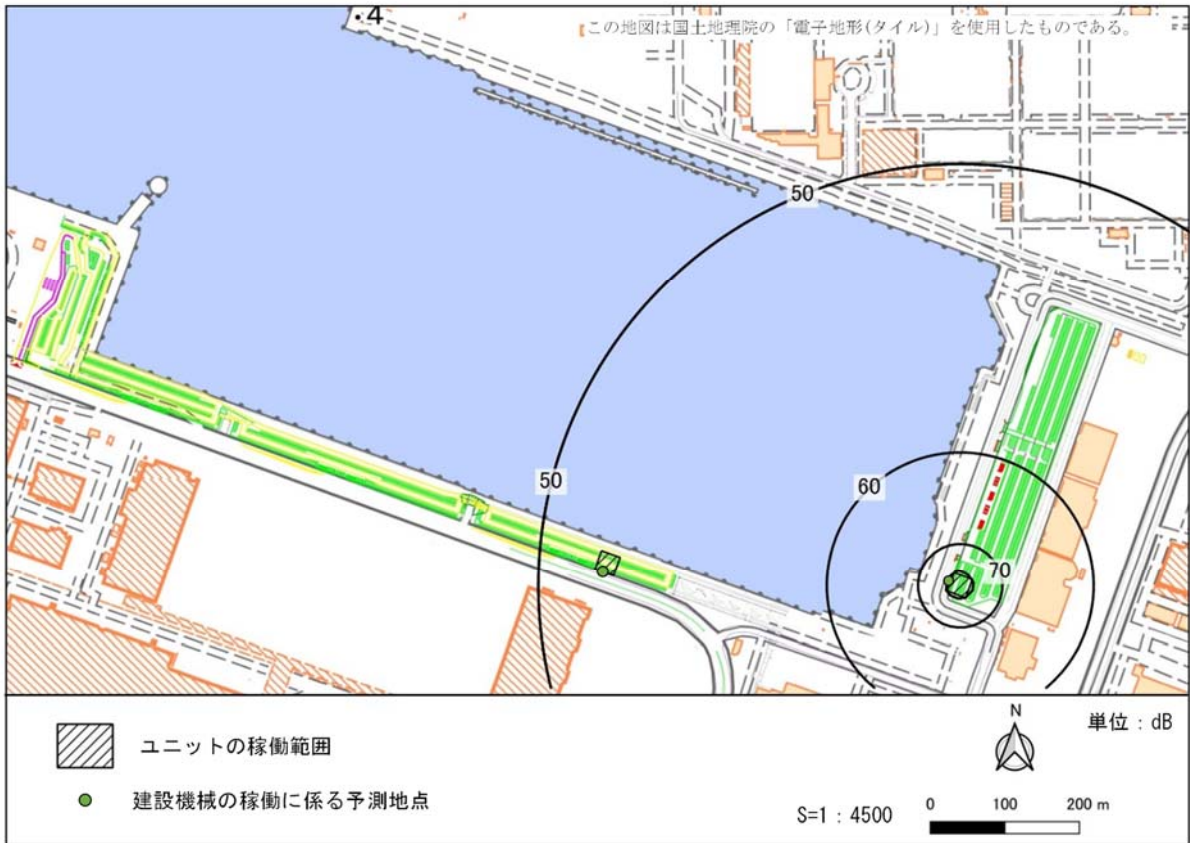 4
この地図は国土地理院の「電子地形(タイル)」を使用したものである。
50
50
60
70
ユニットの稼働範囲
建設機械の稼働に係る予測地点
N
単位：dB
S=1：4500
0 100 200 m